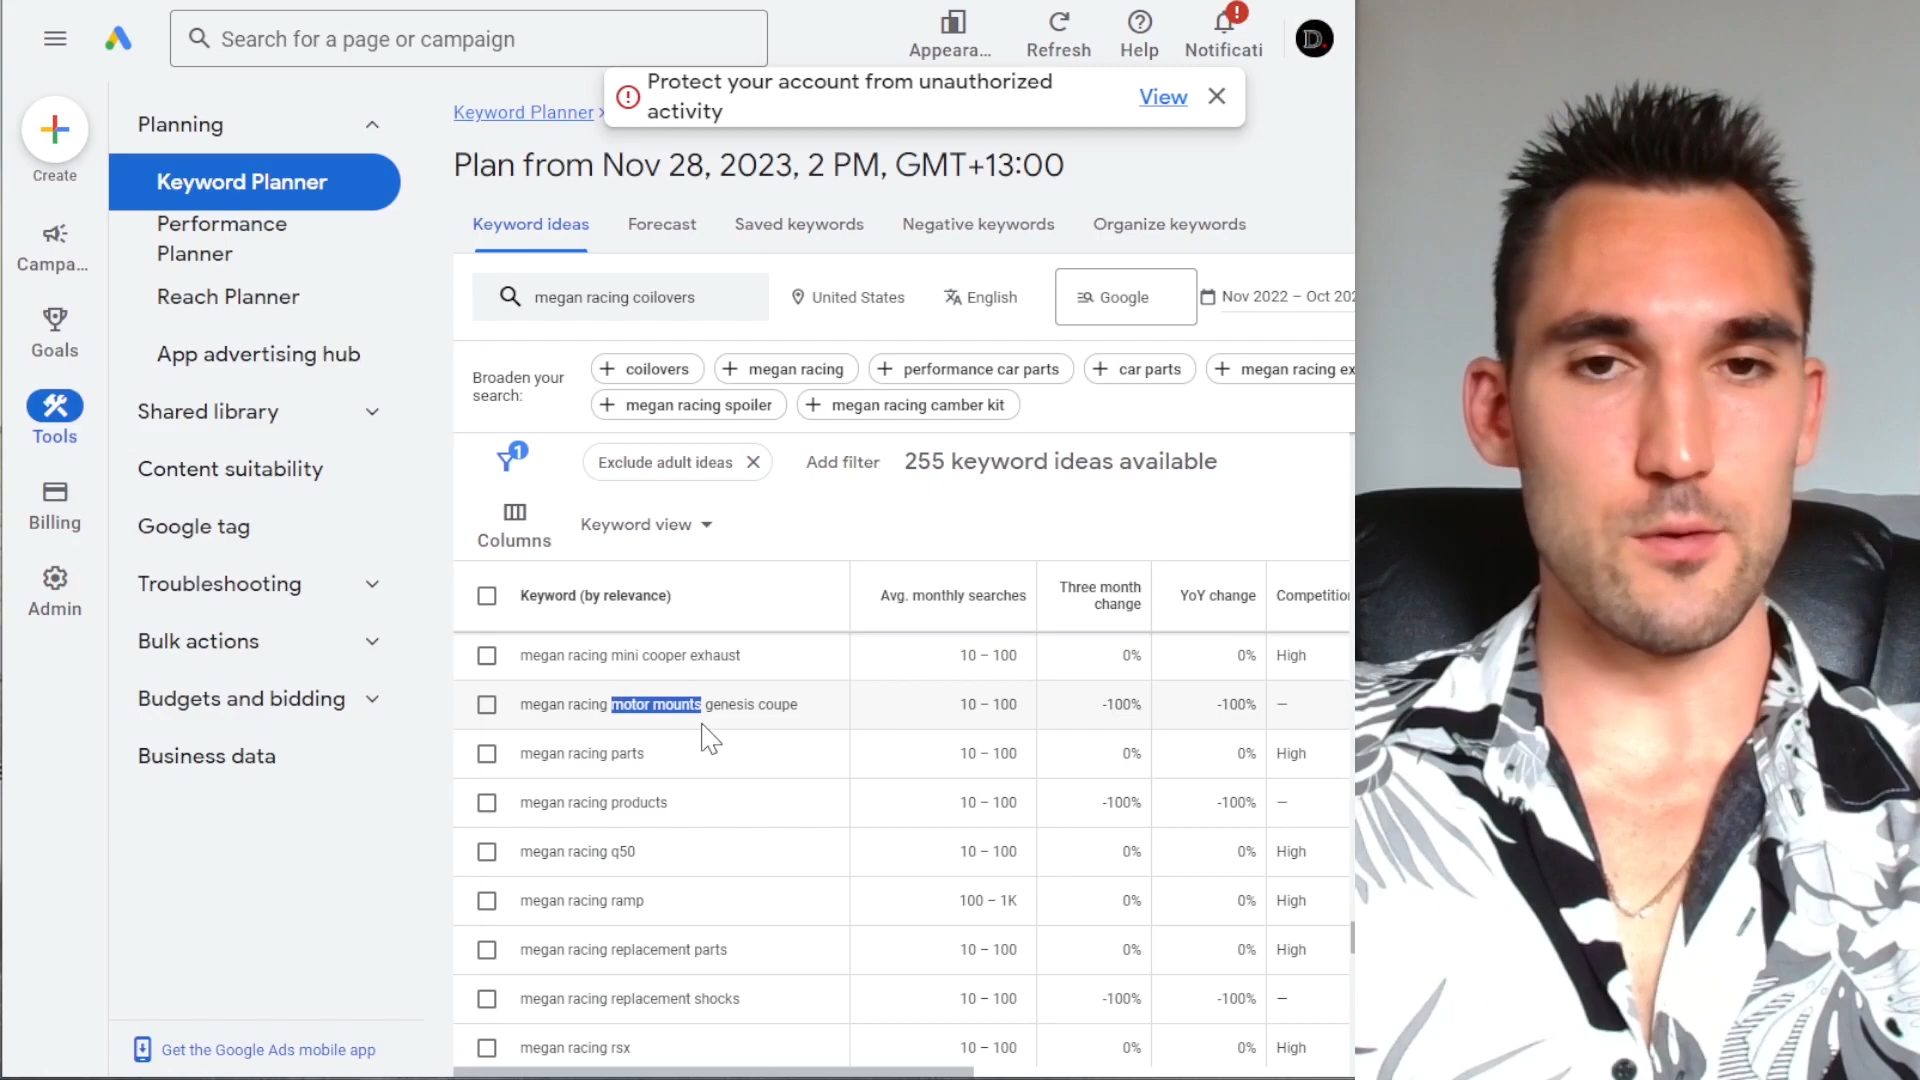 Search for a page or campaign
Appeara...
Refresh
Help
Notificati
!
D.
Protect your account from unauthorized
activity
View
Create
Campa...
Goals
Tools
Billing
Admin
Planning
Keyword Planner
Performance
Planner
Reach Planner
App advertising hub
Shared library
Content suitability
Google tag
Troubleshooting
Bulk actions
Budgets and bidding
Business data
Get the Google Ads mobile app
Keyword Planner
Plan from Nov 28, 2023, 2 PM, GMT+13:00
Keyword ideas Forecast Saved keywords Negative keywords Organize keywords
megan racing coilovers United States English Google Nov 2022 – Oct 202
Broaden your
search:
coilovers megan racing performance car parts car parts megan racing ex
megan racing spoiler megan racing camber kit
1 Exclude adult ideas Add filter 255 keyword ideas available
Columns Keyword view
Keyword (by relevance) Avg. monthly searches Three month change YoY change Competitio
megan racing mini cooper exhaust 10 – 100 0% 0% High
megan racing motor mounts genesis coupe 10 – 100 -100% -100% —
megan racing parts 10 – 100 0% 0% High
megan racing products 10 – 100 -100% -100% —
megan racing q50 10 – 100 0% 0% High
megan racing ramp 100 – 1K 0% 0% High
megan racing replacement parts 10 – 100 0% 0% High
megan racing replacement shocks 10 – 100 -100% -100% —
megan racing rsx 10 – 100 0% 0% High